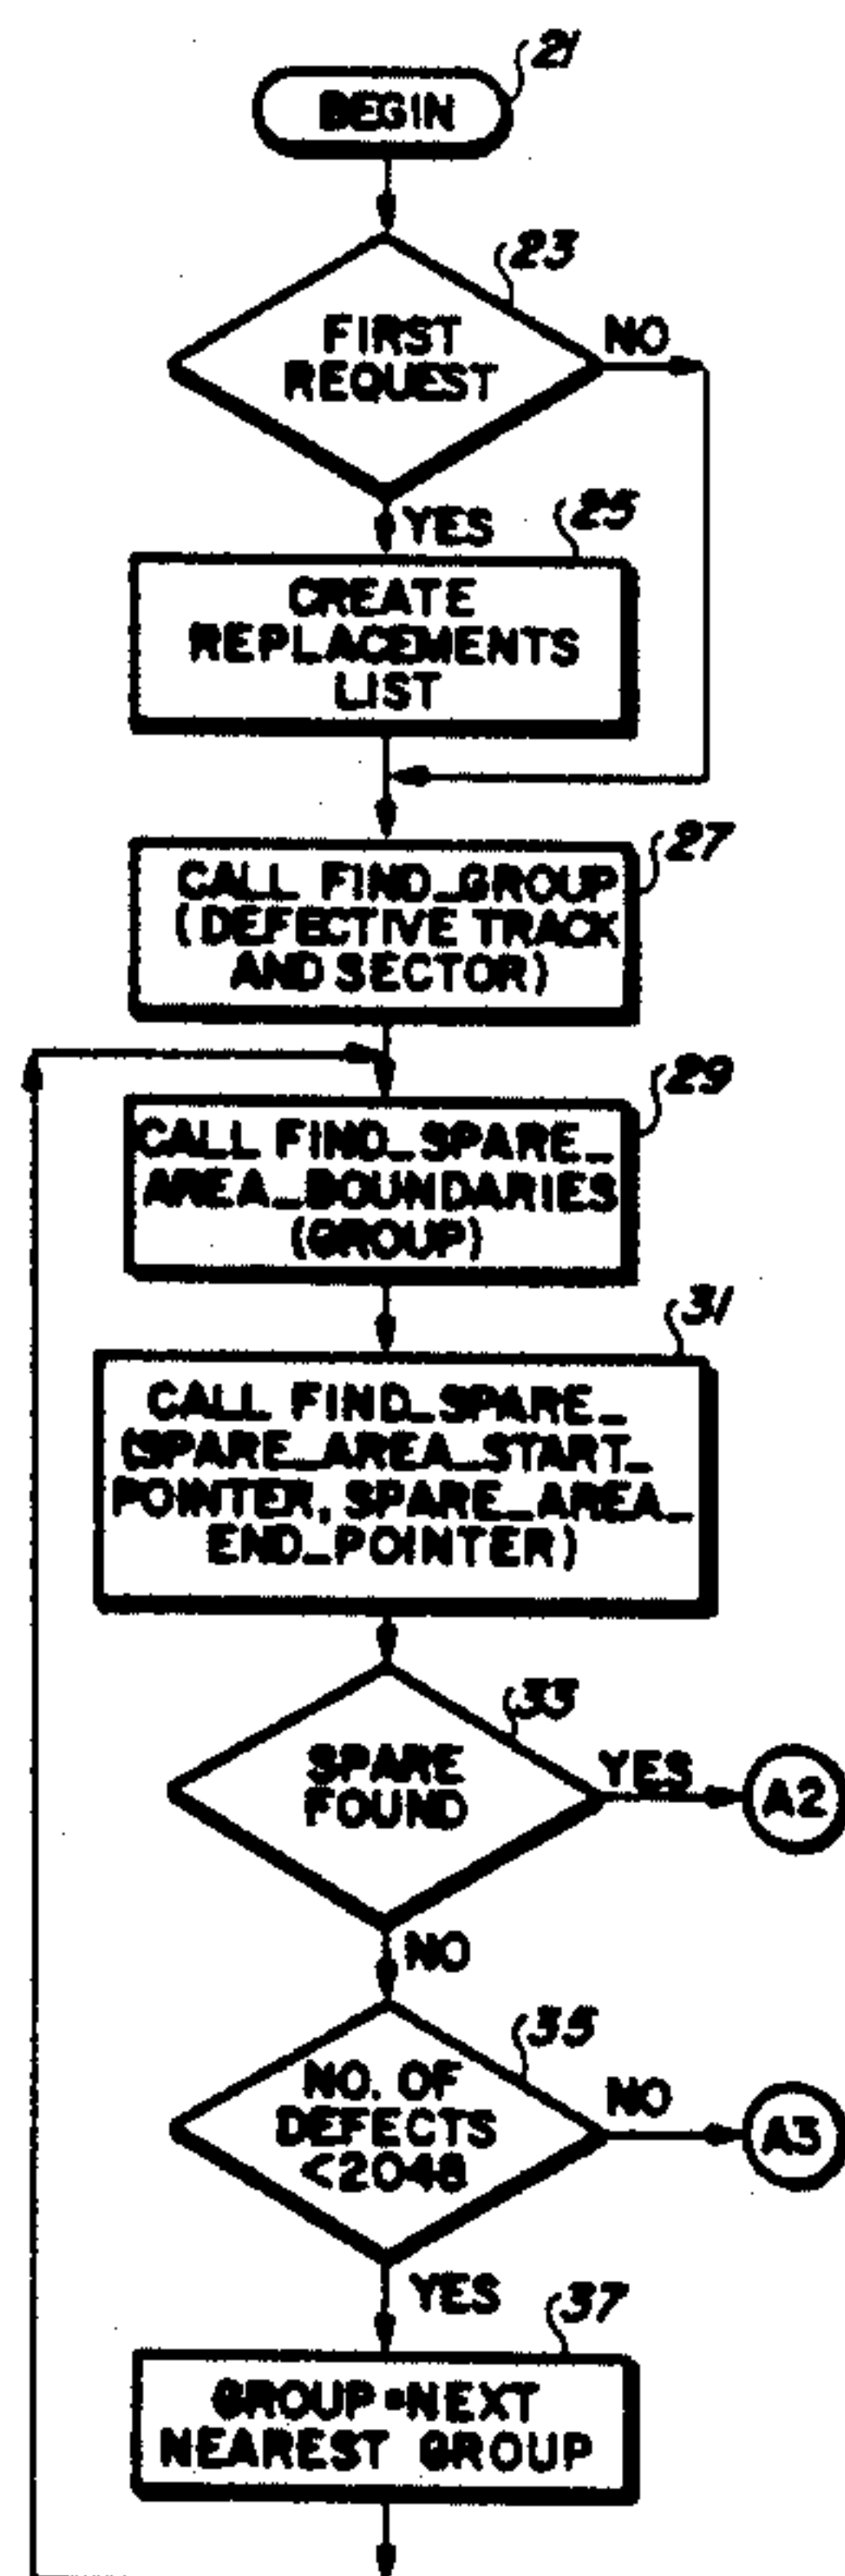 21
BEGIN
23
FIRST
REQUEST
NO
YES
25
CREATE
REPLACEMENTS
LIST
27
CALL FIND_GROUP
(DEFECTIVE TRACK
AND SECTOR)
29
CALL FIND_SPARE_
AREA_BOUNDARIES
(GROUP)
31
CALL FIND_SPARE_
(SPARE_AREA_START_
POINTER, SPARE_AREA_
END_POINTER)
33
SPARE
FOUND
YES
A2
NO
35
NO. OF
DEFECTS
<2048
NO
A3
YES
37
GROUP=NEXT
NEAREST GROUP